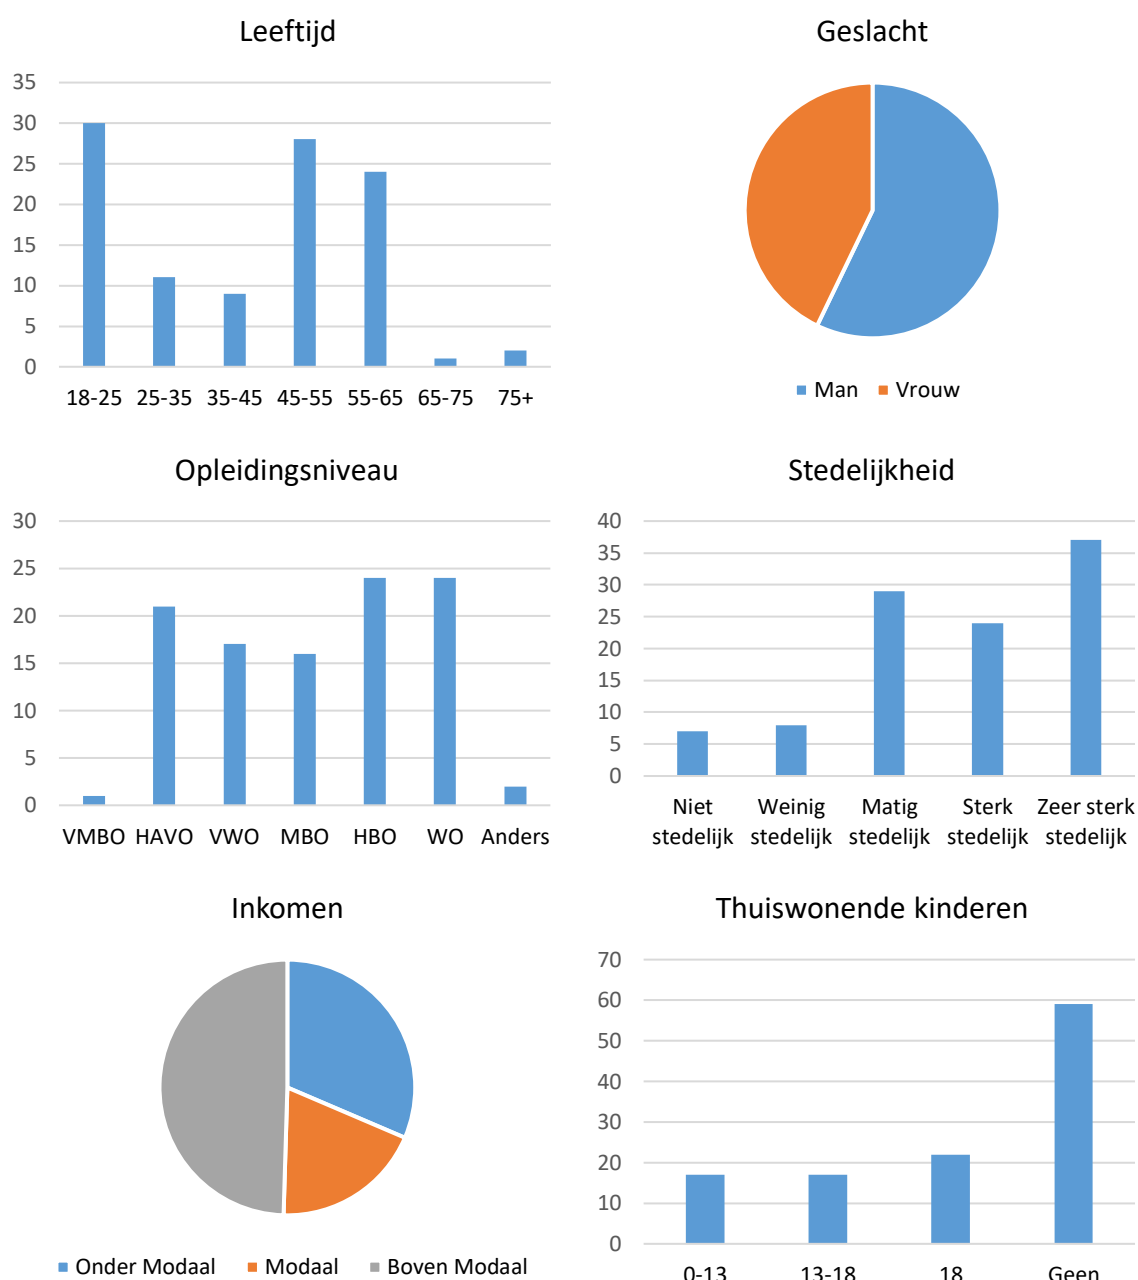 Leeftijd
35
30
25
20
15
10
5
0
18-25 25-35 35-45 45-55 55-65 65-75 75+
Geslacht
Man Vrouw
Opleidingsniveau
30
25
20
15
10
5
0
VMBO HAVO VWO MBO HBO WO Anders
Stedelijkheid
40
35
30
25
20
15
10
5
0
Niet Weinig Matig Sterk Zeer sterk
stedelijk stedelijk stedelijk stedelijk stedelijk
Inkomen
Onder Modaal Modaal Boven Modaal
Thuiswonende kinderen
70
60
50
40
30
20
10
0
0-13 13-18 18 Geen